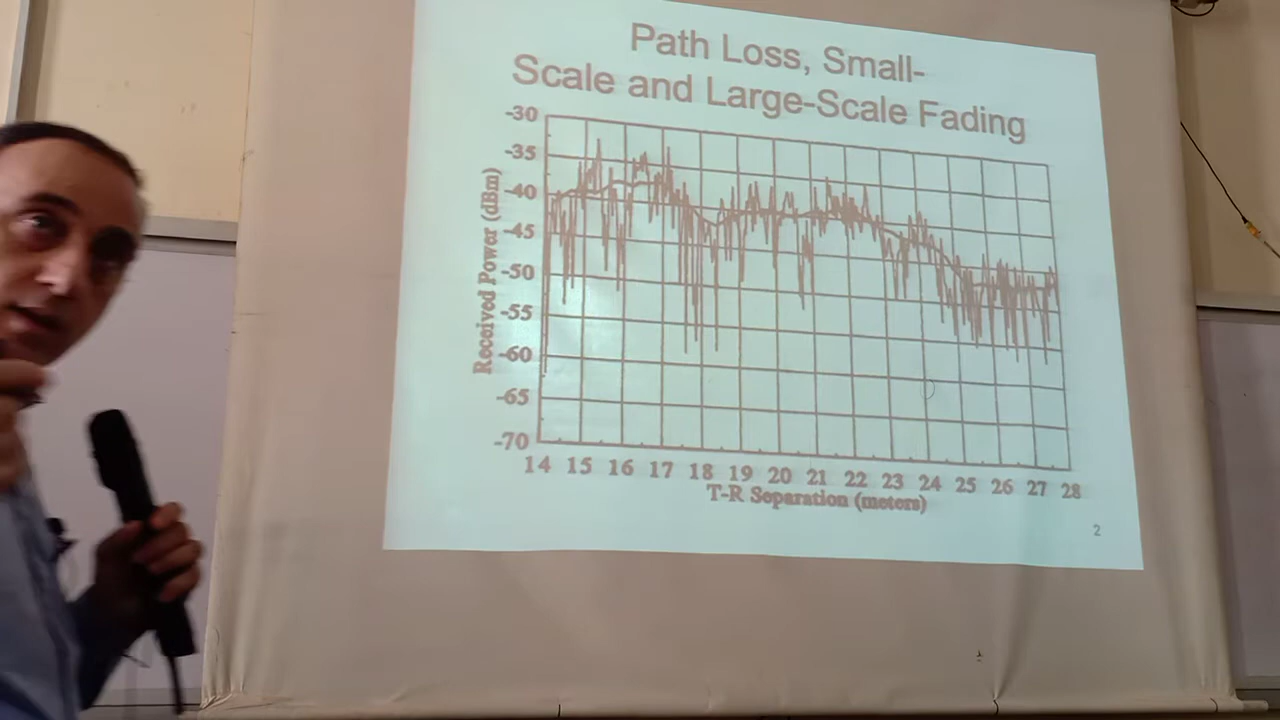 Path Loss, Small-
Scale and Large-Scale Fading
-30
-35
-40
-45
-50
-55
-60
-65
-70
Received Power (dBm)
14 15 16 17 18 19 20 21 22 23 24 25 26 27 28
T-R Separation (meters)
2